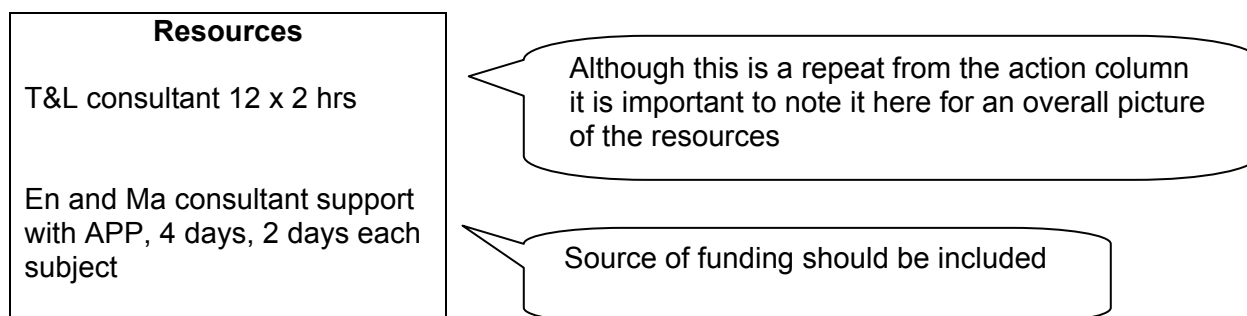 Resources
T&L consultant 12 x 2 hrs
En and Ma consultant support
with APP, 4 days, 2 days each
subject
Although this is a repeat from the action column
it is important to note it here for an overall picture
of the resources
Source of funding should be included